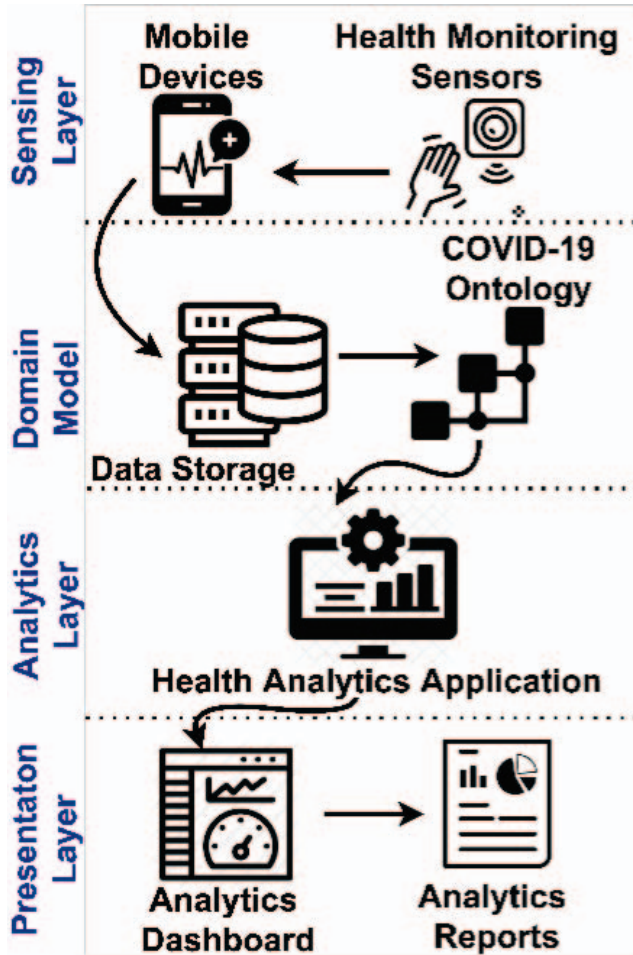 Sensing
Layer
Mobile
Devices
Health Monitoring
Sensors
Domain
Model
COVID-19
Ontology
Data Storage
Analytics
Layer
Health Analytics Application
Presentaton
Layer
Analytics
Dashboard
Analytics
Reports